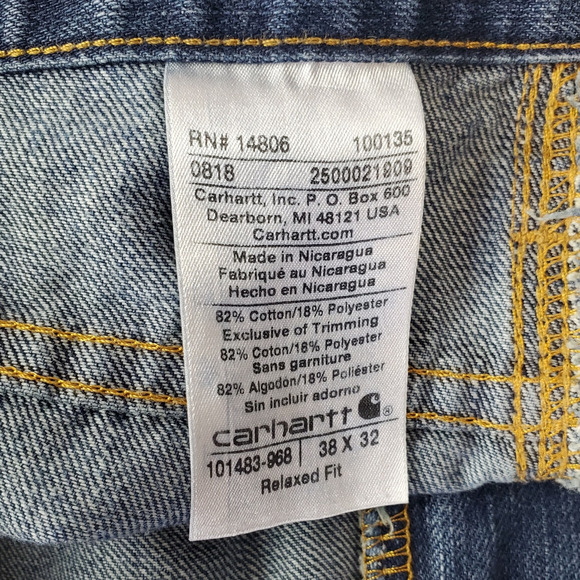 RN# 14806 100135
0818 2500021909
Carhartt, Inc. P. O. Box 600
Dearborn, MI 48121 USA
Carhartt.com
Made in Nicaragua
Fabriqué au Nicaragua
Hecho en Nicaragua
82% Cotton/18% Polyester
Exclusive of Trimming
82% Coton/18% Polyester
Sans garniture
82% Algodon/18% Poliéster
Sin incluir adorno
carhartt
101483-968 38 X 32
Relaxed Fit